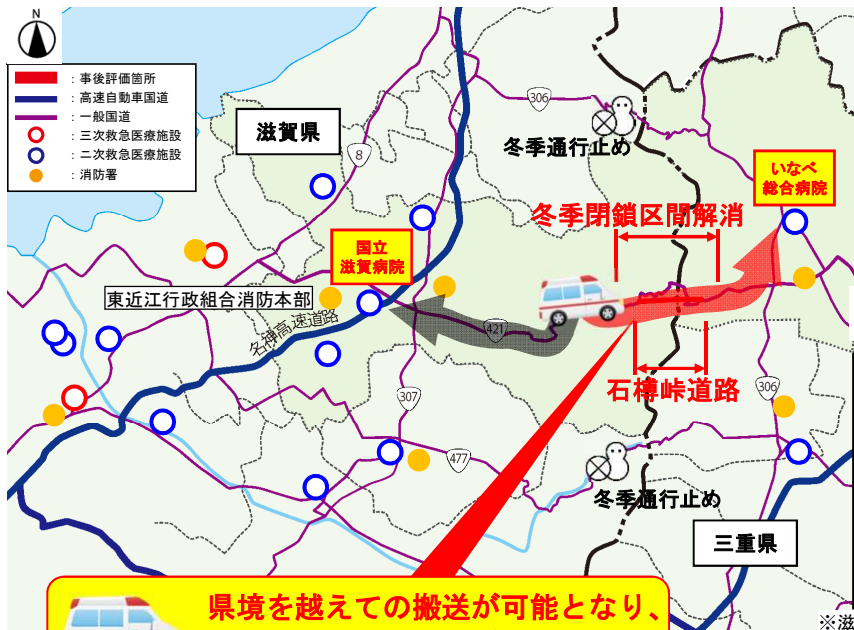 N
：事後評価箇所
：高速自動車国道
：一般国道
：三次救急医療施設
：二次救急医療施設
：消防署
滋賀県
8
306
冬季通行止め
いなべ
総合病院
冬季閉鎖区間解消
国立
滋賀病院
東近江行政組合消防本部
名神高速道路
421
石榑峠道路
307
306
477
冬季通行止め
三重県
県境を越えての搬送が可能となり、
※滋